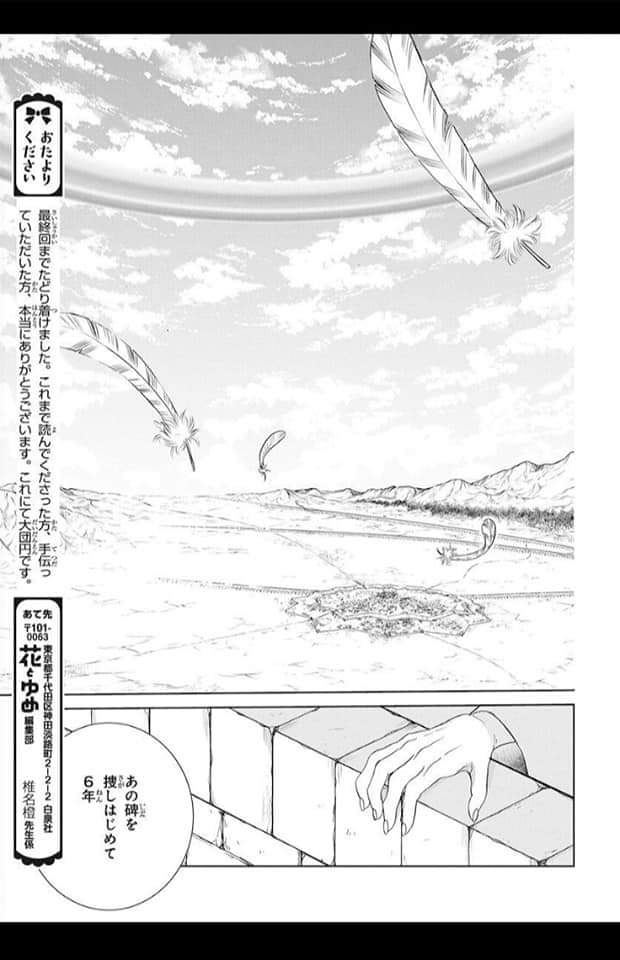 おたより
ください
最終回までたどり着けました。これまで読んでくださった方、手伝っ
ていただいた方、本当にありがとうございます。これにて大団円です。
あて先
〒101-
0063
東京都千代田区神田淡路町2-2-2 白泉社
花とゆめ編集部
椎名橙先生係
あの碑を
捜しはじめて
6年